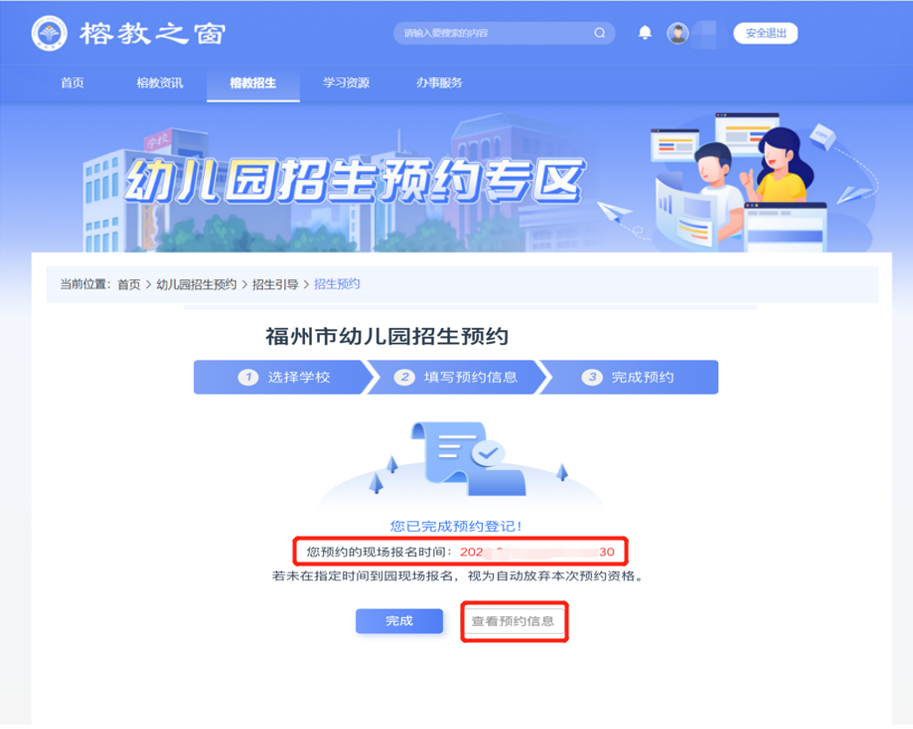 榕教之窗
请输入要搜索的内容
安全退出
首页 榕教资讯 榕教招生 学习资源 办事服务
学校
幼儿园招生预约专区
当前位置：首页 > 幼儿园招生预约 > 招生引导 > 招生预约
福州市幼儿园招生预约
1 选择学校 2 填写预约信息 3 完成预约
您已完成预约登记！
您预约的现场报名时间：202 30
若未在指定时间到园现场报名，视为自动放弃本次预约资格。
完成 查看预约信息